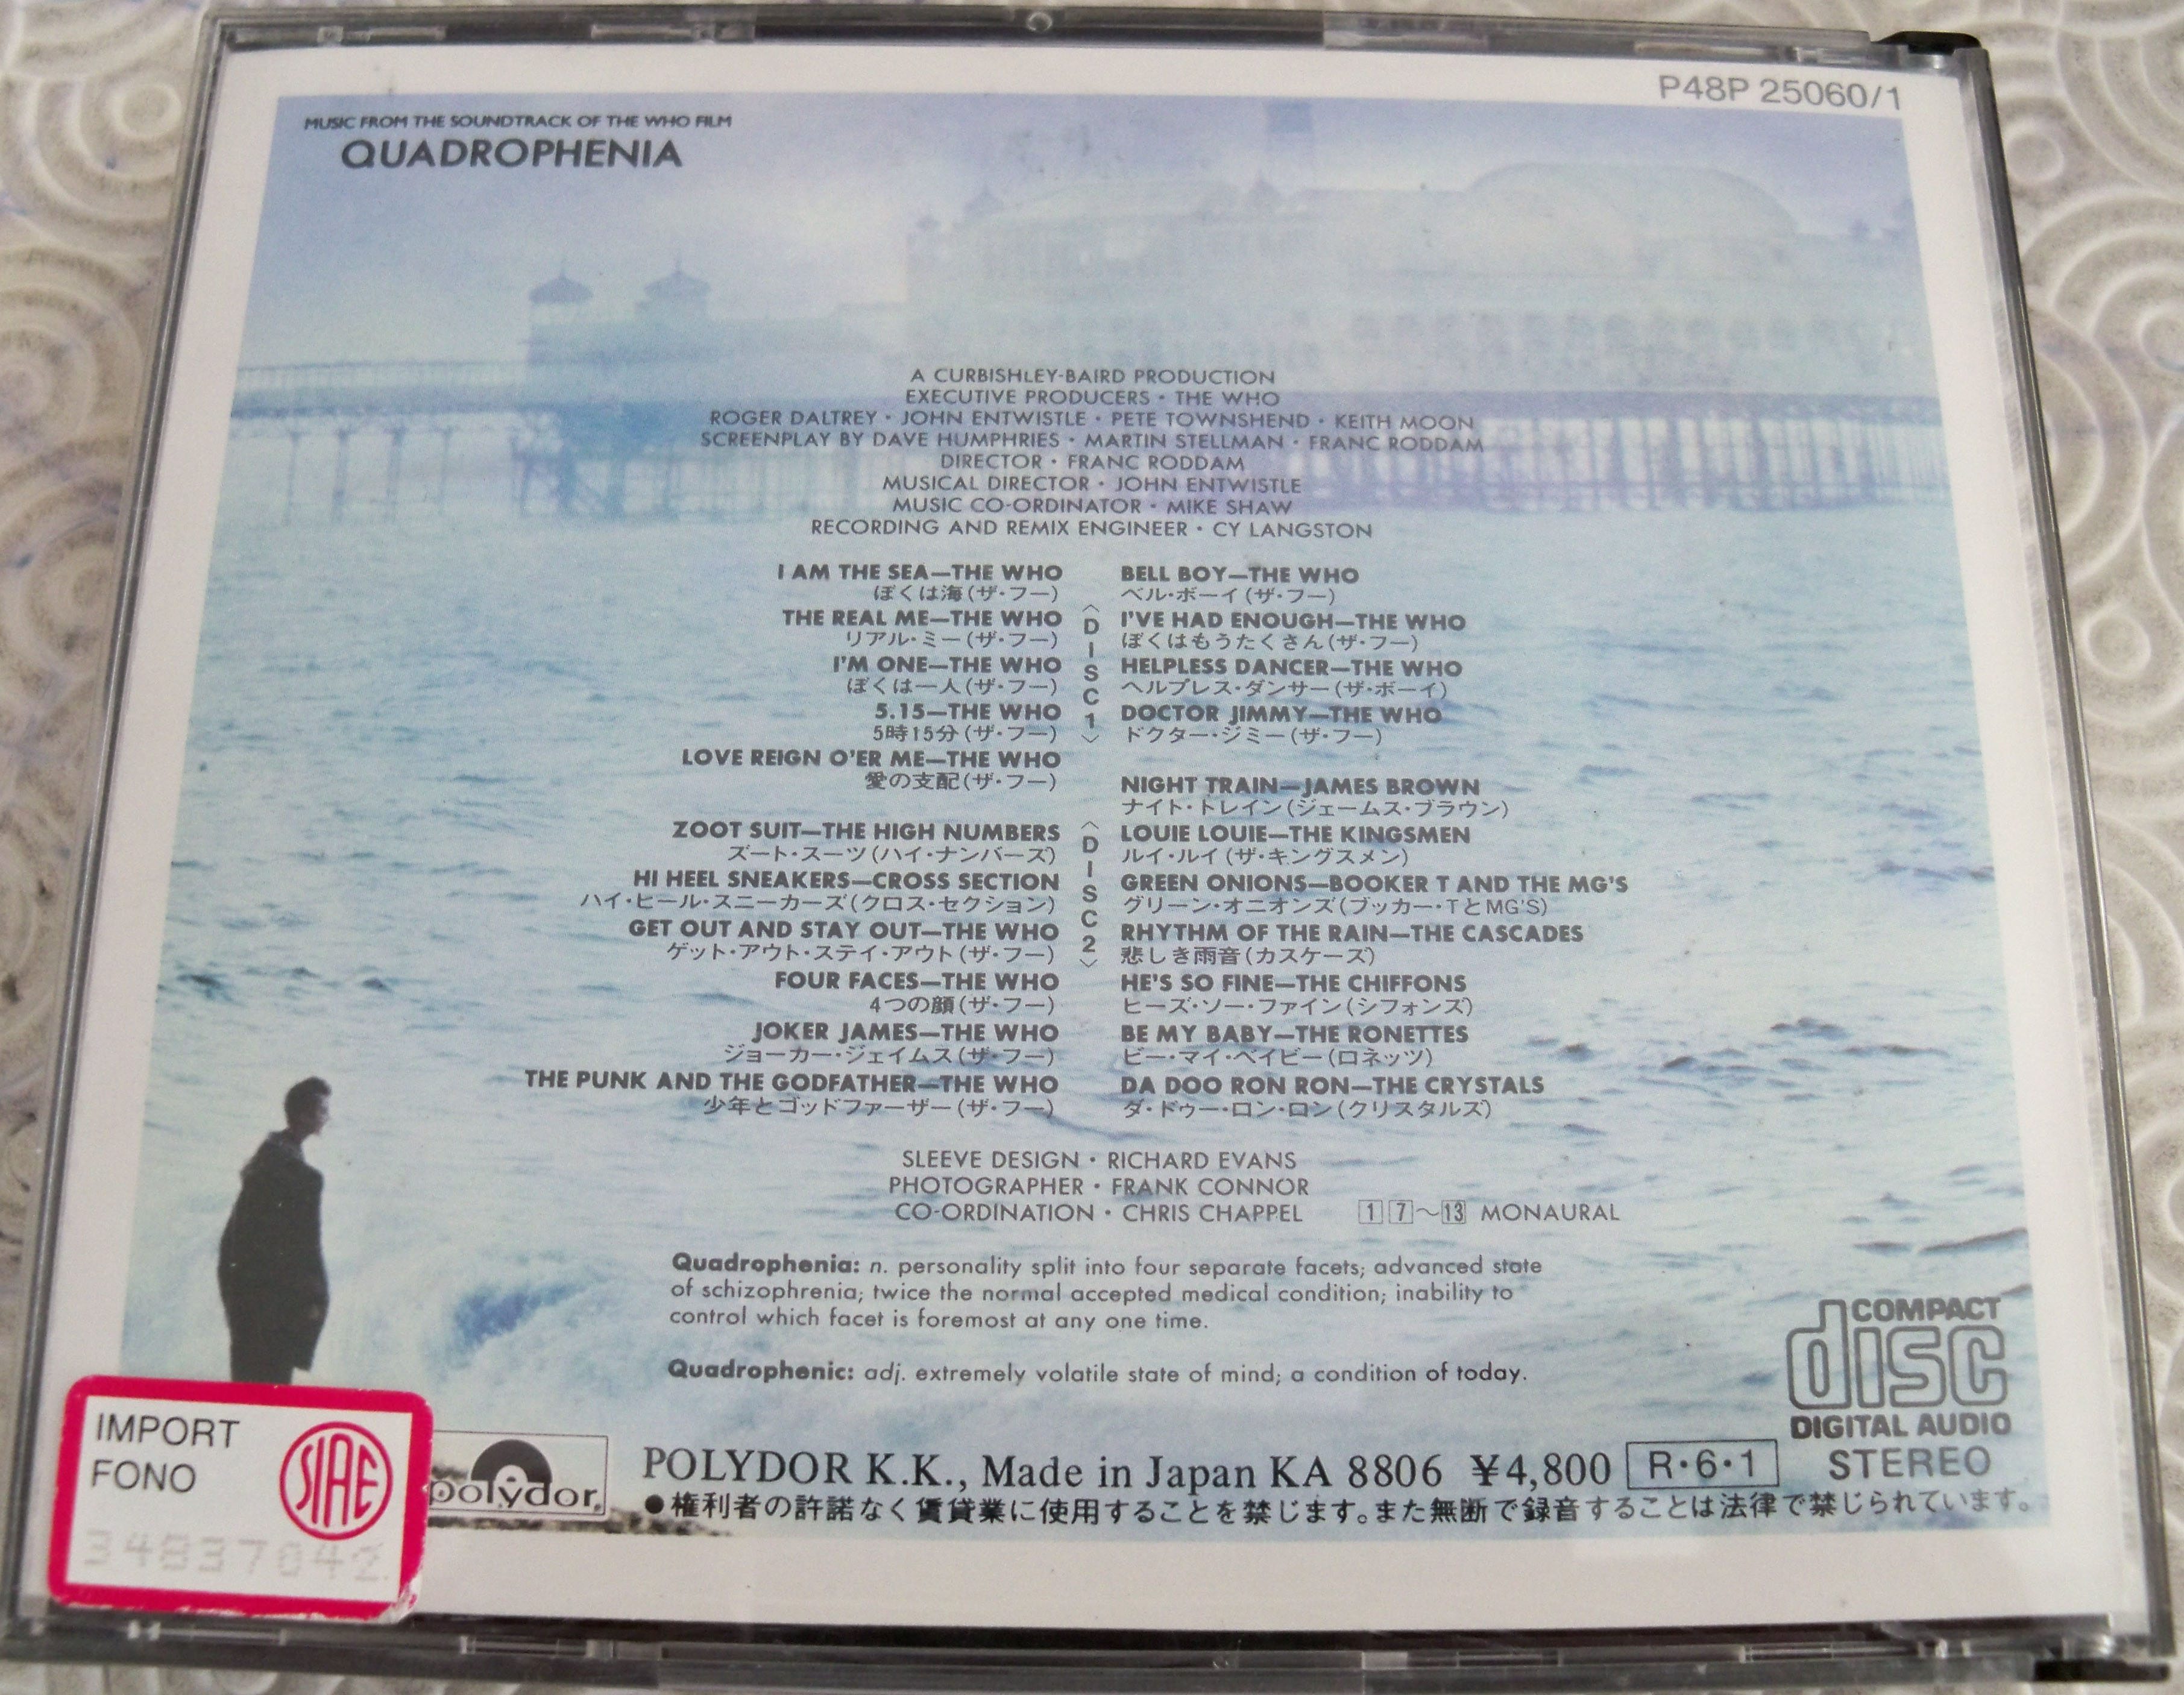 P48P 25060/1
MUSIC FROM THE SOUNDTRACK OF THE WHO FILM
QUADROPHENIA
A CURBISHLEY-BAIRD PRODUCTION
EXECUTIVE PRODUCERS · THE WHO
ROGER DALTREY · JOHN ENTWISTLE · PETE TOWNSHEND · KEITH MOON
SCREENPLAY BY DAVE HUMPHRIES · MARTIN STELLMAN · FRANC RODDAM
DIRECTOR · FRANC RODDAM
MUSICAL DIRECTOR · JOHN ENTWISTLE
MUSIC CO-ORDINATOR · MIKE SHAW
RECORDING AND REMIX ENGINEER · CY LANGSTON
〈DISC1〉
I AM THE SEA—THE WHO
ぼくは海(ザ・フー)
THE REAL ME—THE WHO
リアル・ミー(ザ・フー)
I'M ONE—THE WHO
ぼくは一人(ザ・フー)
5.15—THE WHO
5時15分(ザ・フー)
LOVE REIGN O'ER ME—THE WHO
愛の支配(ザ・フー)
BELL BOY—THE WHO
ベル・ボーイ(ザ・フー)
I'VE HAD ENOUGH—THE WHO
ぼくはもうたくさん(ザ・フー)
HELPLESS DANCER—THE WHO
ヘルプレス・ダンサー(ザ・ボーイ)
DOCTOR JIMMY—THE WHO
ドクター・ジミー(ザ・フー)
〈DISC2〉
ZOOT SUIT—THE HIGH NUMBERS
ズート・スーツ(ハイ・ナンバーズ)
HI HEEL SNEAKERS—CROSS SECTION
ハイ・ヒール・スニーカーズ(クロス・セクション)
GET OUT AND STAY OUT—THE WHO
ゲット・アウト・ステイ・アウト(ザ・フー)
FOUR FACES—THE WHO
4つの顔(ザ・フー)
JOKER JAMES—THE WHO
ジョーカー・ジェイムス(ザ・フー)
THE PUNK AND THE GODFATHER—THE WHO
少年とゴッドファーザー(ザ・フー)
NIGHT TRAIN—JAMES BROWN
ナイト・トレイン(ジェームス・ブラウン)
LOUIE LOUIE—THE KINGSMEN
ルイ・ルイ(ザ・キングスメン)
GREEN ONIONS—BOOKER T AND THE MG'S
グリーン・オニオンズ(ブッカー・TとMG'S)
RHYTHM OF THE RAIN—THE CASCADES
悲しき雨音(カスケーズ)
HE'S SO FINE—THE CHIFFONS
ヒーズ・ソー・ファイン(シフォンズ)
BE MY BABY—THE RONETTES
ビー・マイ・ベイビー(ロネッツ)
DA DOO RON RON—THE CRYSTALS
ダ・ドゥー・ロン・ロン(クリスタルズ)
SLEEVE DESIGN · RICHARD EVANS
PHOTOGRAPHER · FRANK CONNOR
CO-ORDINATION · CHRIS CHAPPEL
1 7～13 MONAURAL
Quadrophenia: n. personality split into four separate facets; advanced state
of schizophrenia; twice the normal accepted medical condition; inability to
control which facet is foremost at any one time.
Quadrophenic: adj. extremely volatile state of mind; a condition of today.
COMPACT
disc
DIGITAL AUDIO
STEREO
IMPORT
FONO
SIAE
34837042
polydor
POLYDOR K.K., Made in Japan KA 8806 ¥4,800 R·6·1
●権利者の許諾なく賃貸業に使用することを禁じます。また無断で録音することは法律で禁じられています。